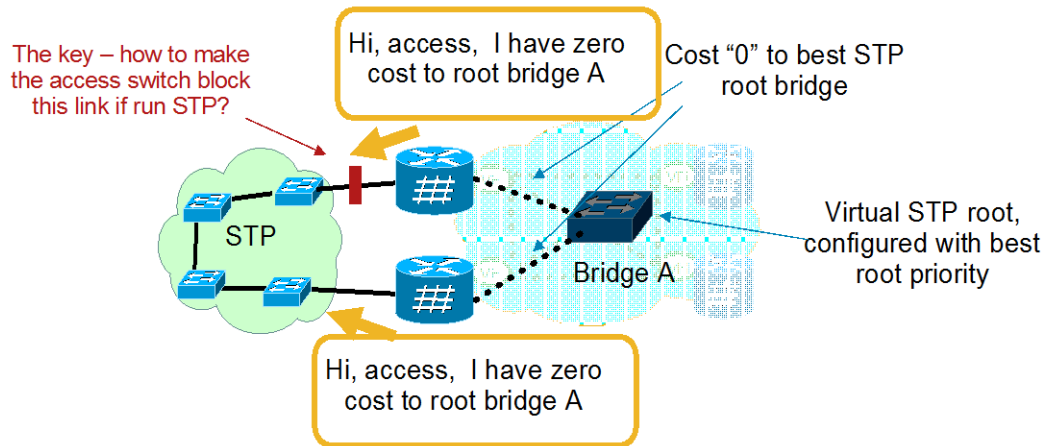 Hi, access,  I have zero
cost to root bridge A
The key – how to make
the access switch block
this link if run STP?
Cost “0” to best STP
root bridge
STP
Bridge A
Virtual STP root,
configured with best
root priority
Hi, access,  I have zero
cost to root bridge A